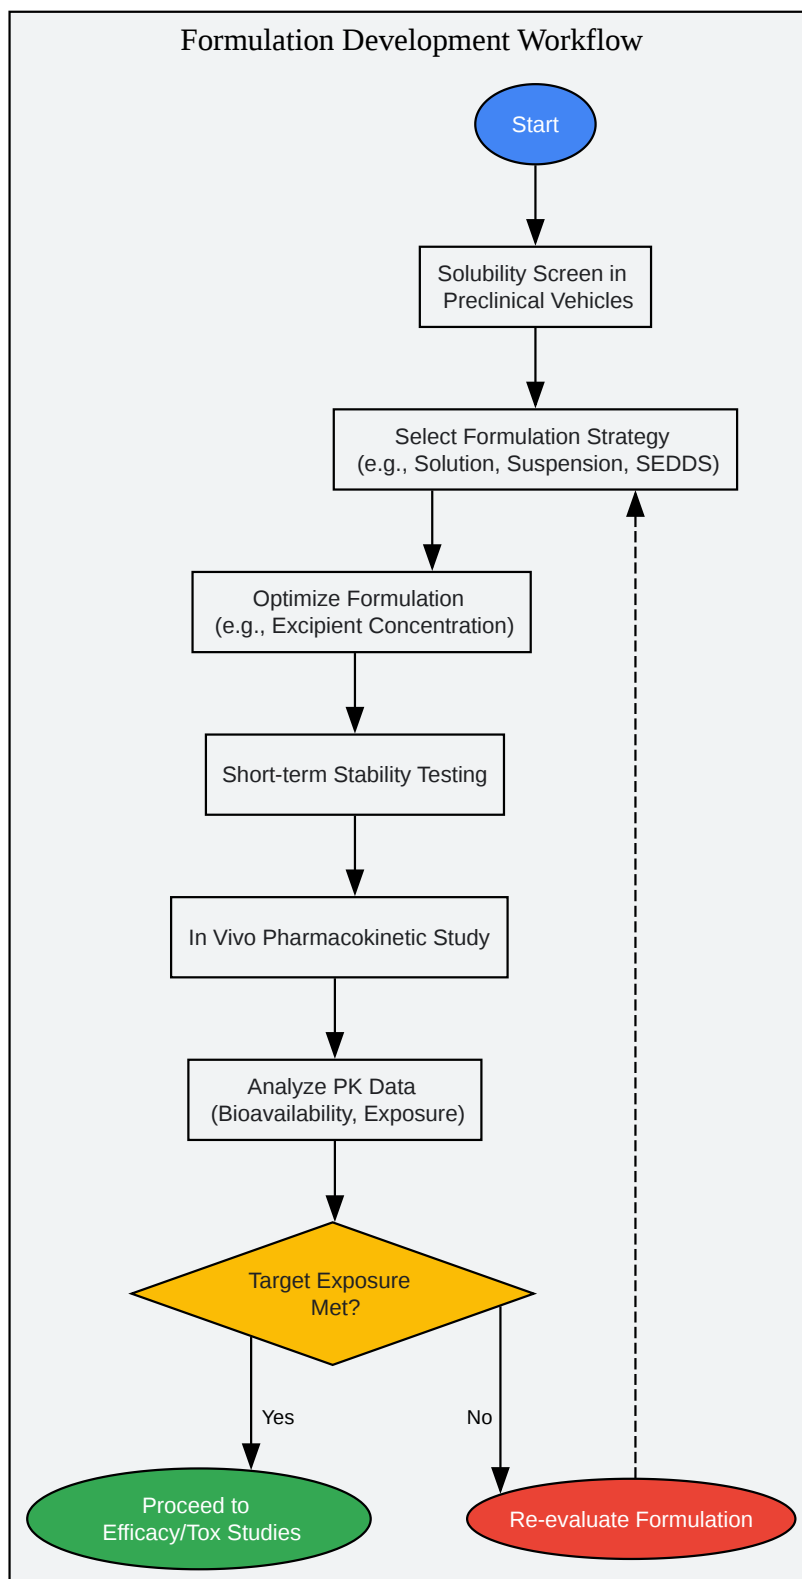 Formulation Development Workflow
Start
Solubility Screen in
Preclinical Vehicles
Select Formulation Strategy
(e.g., Solution, Suspension, SEDDS)
Optimize Formulation
(e.g., Excipient Concentration)
Short-term Stability Testing
In Vivo Pharmacokinetic Study
Analyze PK Data
(Bioavailability, Exposure)
Target Exposure
Met?
Yes
No
Proceed to
Efficacy/Tox Studies
Re-evaluate Formulation